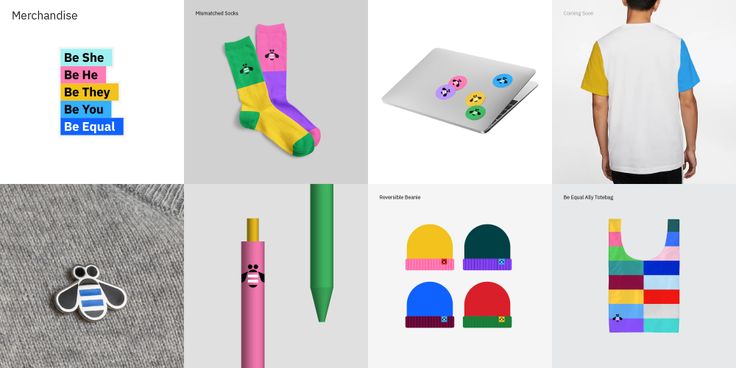 Merchandise
Be She
Be He
Be They
Be You
Be Equal
Mismatched Socks
Coming Soon
Reversible Beanie
Be Equal Ally Totebag